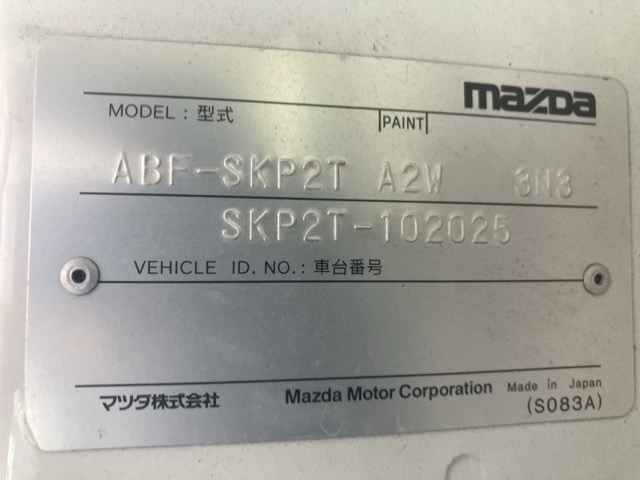 mazda
MODEL : 型式 PAINT
ABF-SKP2T A2W 3N3
SKP2T-102025
VEHICLE ID. NO. : 車台番号
マツダ株式会社 Mazda Motor Corporation Made in Japan
(S083A)